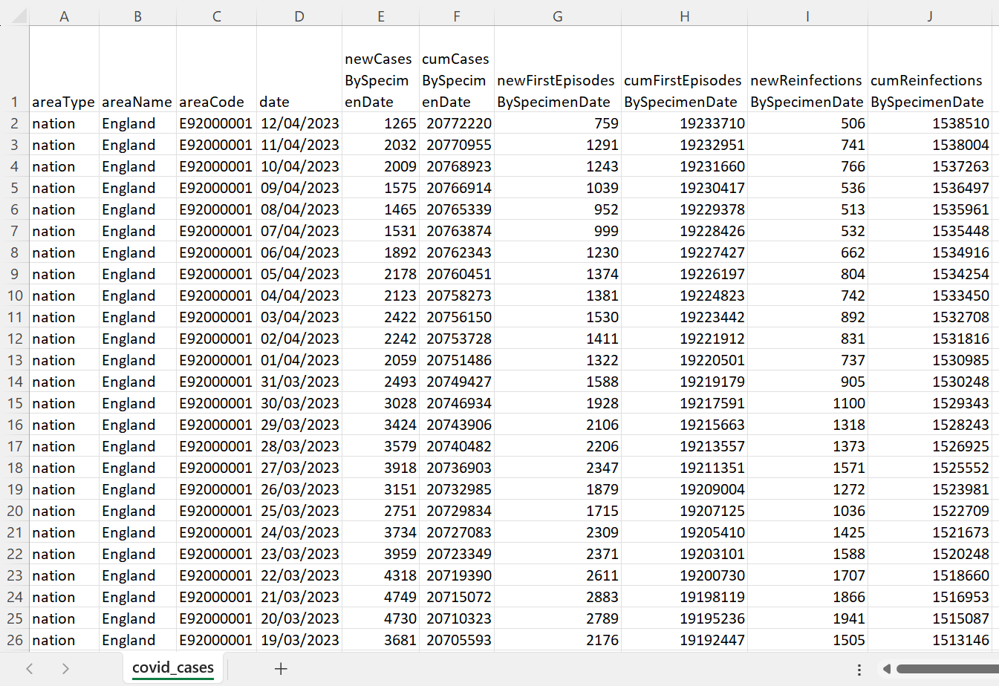 A B C D E F G H I J
newCases cumCases
BySpecim BySpecim newFirstEpisodes cumFirstEpisodes newReinfections cumReinfections
1 areaType areaName areaCode date enDate enDate BySpecimenDate BySpecimenDate BySpecimenDate BySpecimenDate
2 nation England E92000001 12/04/2023 1265 20772220 759 19233710 506 1538510
3 nation England E92000001 11/04/2023 2032 20770955 1291 19232951 741 1538004
4 nation England E92000001 10/04/2023 2009 20768923 1243 19231660 766 1537263
5 nation England E92000001 09/04/2023 1575 20766914 1039 19230417 536 1536497
6 nation England E92000001 08/04/2023 1465 20765339 952 19229378 513 1535961
7 nation England E92000001 07/04/2023 1531 20763874 999 19228426 532 1535448
8 nation England E92000001 06/04/2023 1892 20762343 1230 19227427 662 1534916
9 nation England E92000001 05/04/2023 2178 20760451 1374 19226197 804 1534254
10 nation England E92000001 04/04/2023 2123 20758273 1381 19224823 742 1533450
11 nation England E92000001 03/04/2023 2422 20756150 1530 19223442 892 1532708
12 nation England E92000001 02/04/2023 2242 20753728 1411 19221912 831 1531816
13 nation England E92000001 01/04/2023 2059 20751486 1322 19220501 737 1530985
14 nation England E92000001 31/03/2023 2493 20749427 1588 19219179 905 1530248
15 nation England E92000001 30/03/2023 3028 20746934 1928 19217591 1100 1529343
16 nation England E92000001 29/03/2023 3424 20743906 2106 19215663 1318 1528243
17 nation England E92000001 28/03/2023 3579 20740482 2206 19213557 1373 1526925
18 nation England E92000001 27/03/2023 3918 20736903 2347 19211351 1571 1525552
19 nation England E92000001 26/03/2023 3151 20732985 1879 19209004 1272 1523981
20 nation England E92000001 25/03/2023 2751 20729834 1715 19207125 1036 1522709
21 nation England E92000001 24/03/2023 3734 20727083 2309 19205410 1425 1521673
22 nation England E92000001 23/03/2023 3959 20723349 2371 19203101 1588 1520248
23 nation England E92000001 22/03/2023 4318 20719390 2611 19200730 1707 1518660
24 nation England E92000001 21/03/2023 4749 20715072 2883 19198119 1866 1516953
25 nation England E92000001 20/03/2023 4730 20710323 2789 19195236 1941 1515087
26 nation England E92000001 19/03/2023 3681 20705593 2176 19192447 1505 1513146
covid_cases